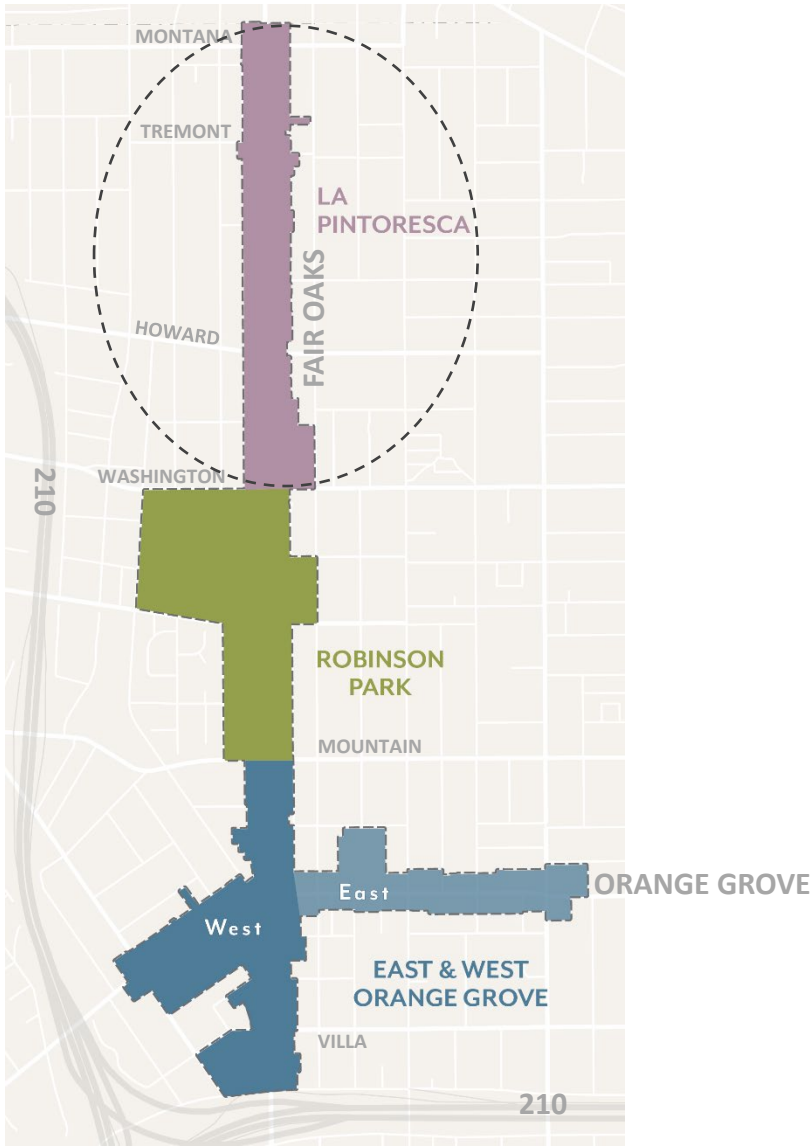 MONTANA
TREMONT
LA
PINTORESCA
FAIR OAKS
HOWARD
WASHINGTON
210
ROBINSON
PARK
MOUNTAIN
East
ORANGE GROVE
West
EAST & WEST
ORANGE GROVE
VILLA
210